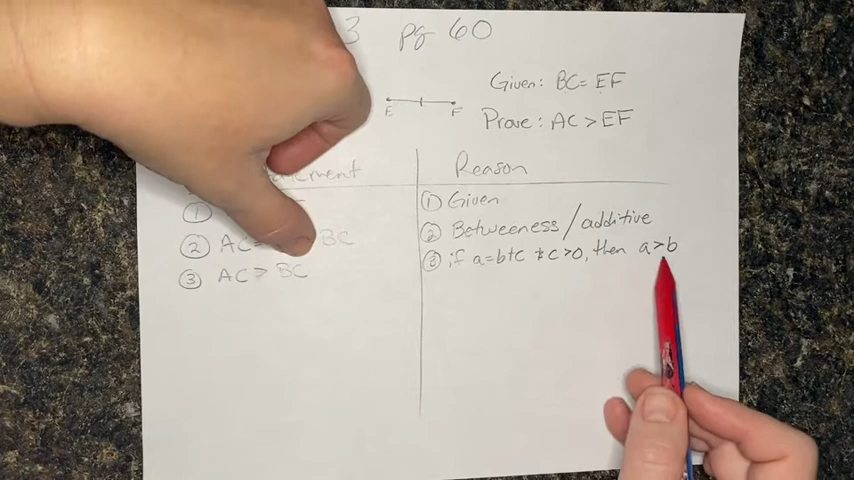 3 pg 60
Given: BC = EF
E F
Prove: AC > EF
Reason
① ① Given
② AC= BC ② Betweeness / additive
③ AC > BC ③ if a=b+c & c>0, then a>b